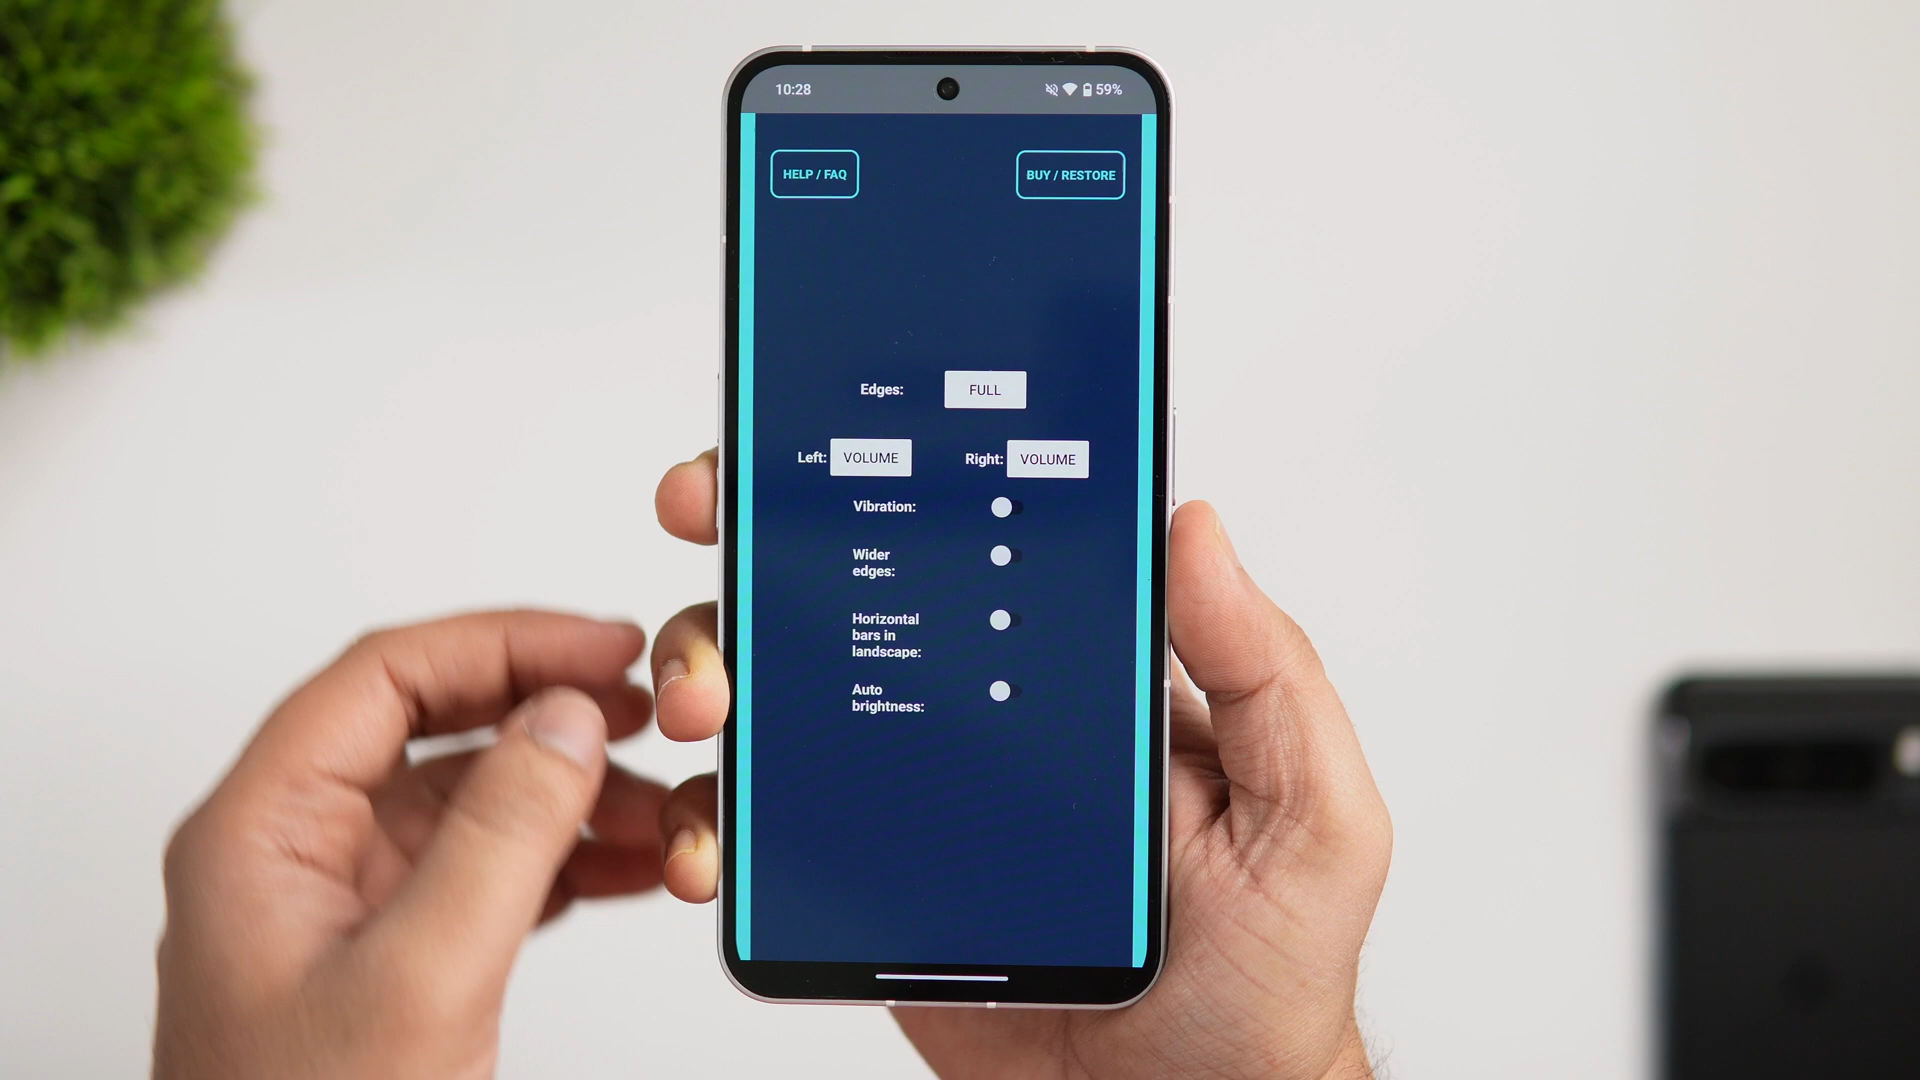 10:28
59%
HELP / FAQ
BUY / RESTORE
Edges:
FULL
Left:
VOLUME
Right:
VOLUME
Vibration:
Wider
edges:
Horizontal
bars in
landscape:
Auto
brightness: